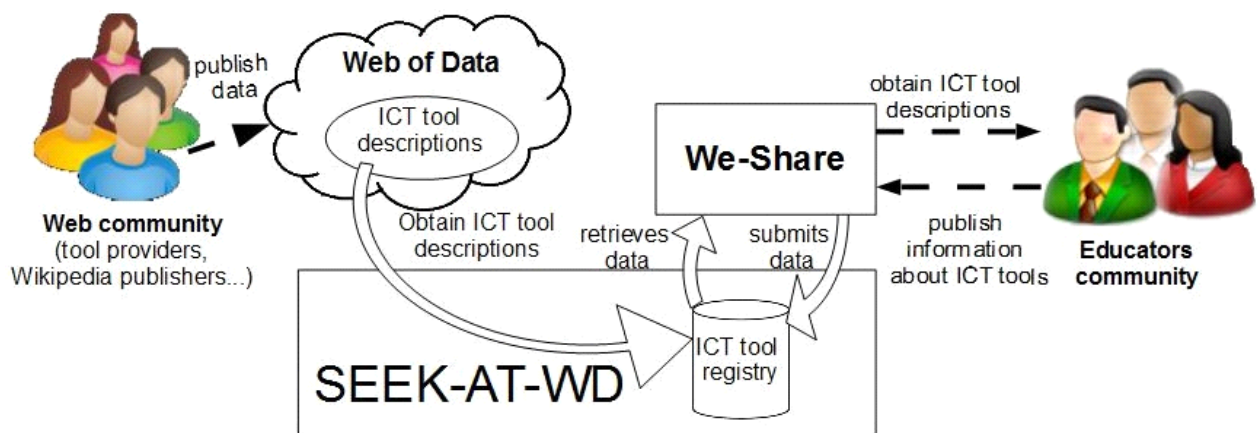 publish
data
Web of Data
ICT tool
descriptions
Web community
(tool providers,
Wikipedia publishers...)
Obtain ICT tool
descriptions
retrieves
data
submits
data
We-Share
obtain ICT tool
descriptions
publish
information
about ICT tools
Educators
community
SEEK-AT-WD
ICT tool
registry